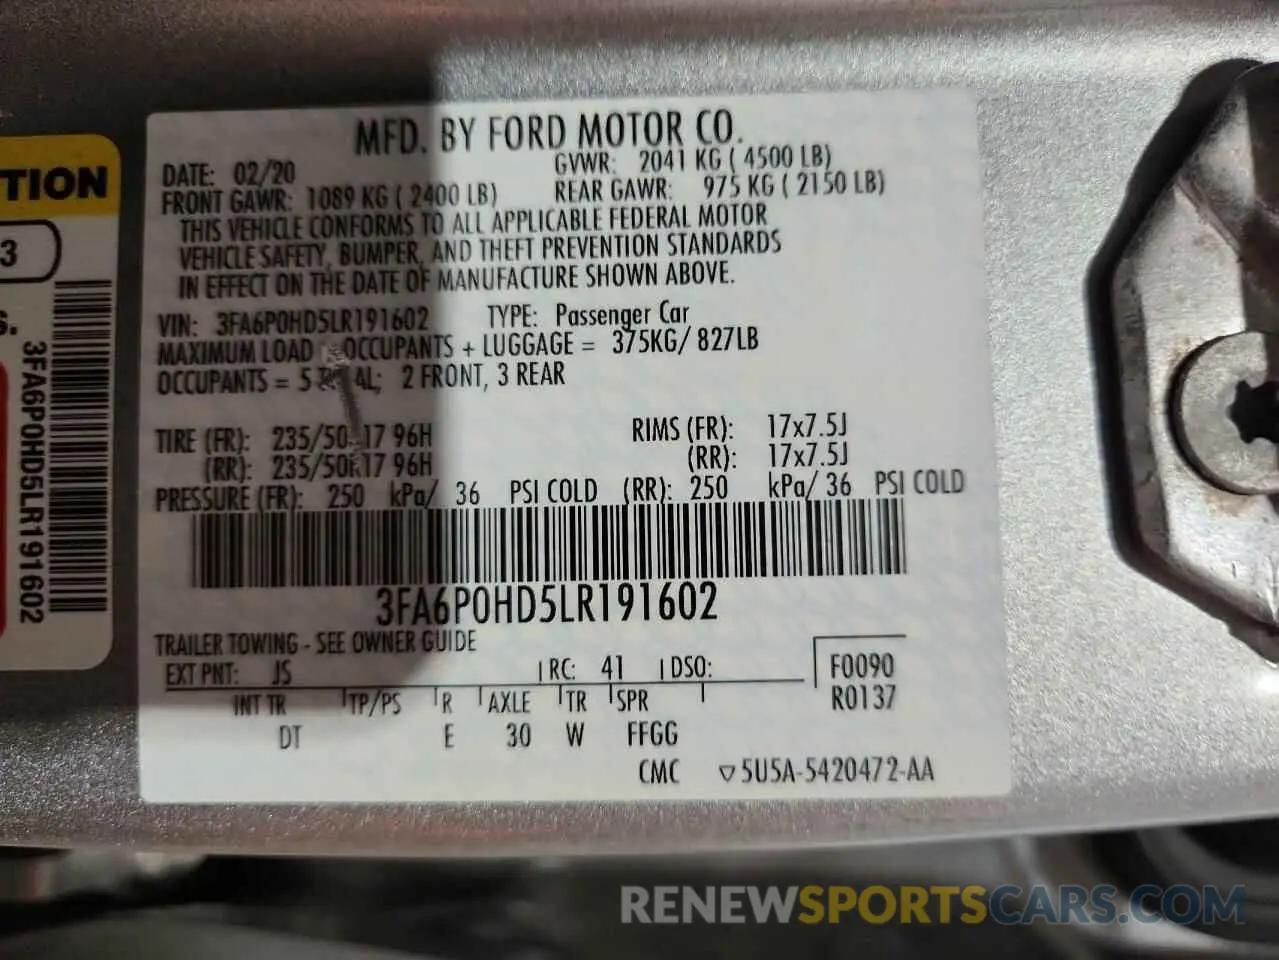 MFD. BY FORD MOTOR CO.
DATE: 02/20 GVWR: 2041 KG ( 4500 LB)
FRONT GAWR: 1089 KG ( 2400 LB) REAR GAWR: 975 KG ( 2150 LB)
THIS VEHICLE CONFORMS TO ALL APPLICABLE FEDERAL MOTOR
VEHICLE SAFETY, BUMPER, AND THEFT PREVENTION STANDARDS
IN EFFECT ON THE DATE OF MANUFACTURE SHOWN ABOVE.
VIN: 3FA6P0HD5LR191602 TYPE: Passenger Car
MAXIMUM LOAD OCCUPANTS + LUGGAGE = 375KG/ 827LB
OCCUPANTS = 5 2 FRONT, 3 REAR
TIRE (FR): 235/50 17 96H RIMS (FR): 17x7.5J
(RR): 235/50R17 96H (RR): 17x7.5J
PRESSURE (FR): 250 kPa/ 36 PSI COLD (RR): 250 kPa/ 36 PSI COLD
3FA6P0HD5LR191602
TRAILER TOWING - SEE OWNER GUIDE
EXT PNT: JS RC: 41 DSO: F0090
INT TR TP/PS R AXLE TR SPR R0137
DT E 30 W FFGG
CMC ▽5U5A-5420472-AA
TION
3
S.
3FA6P0HD5LR191602
RENEWSPORTSCARS.COM